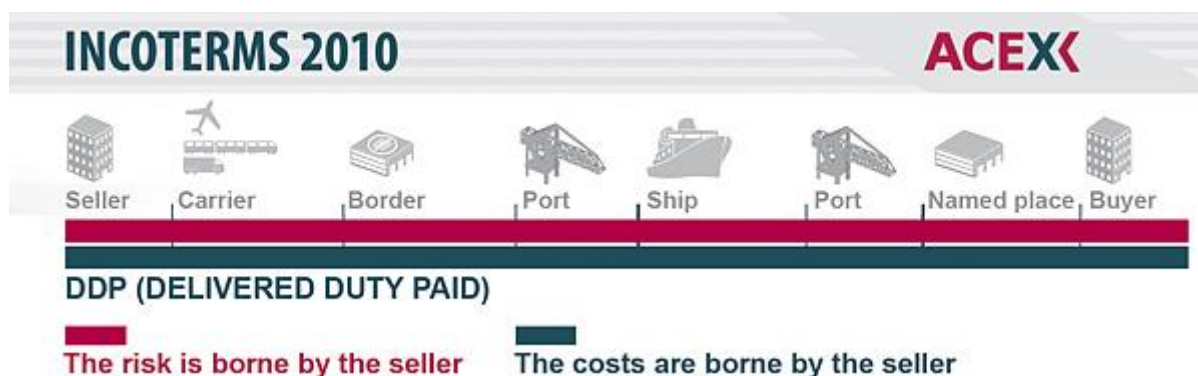 INCOTERMS 2010 ACEX
Seller Carrier Border Port Ship Port Named place Buyer
DDP (DELIVERED DUTY PAID)
The risk is borne by the seller The costs are borne by the seller